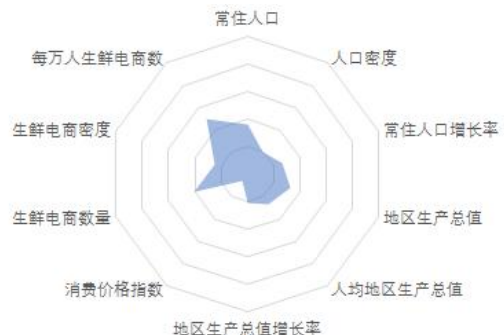 常住人口
每万人生鲜电商数
人口密度
生鲜电商密度
常住人口增长率
生鲜电商数量
地区生产总值
消费价格指数
人均地区生产总值
地区生产总值增长率